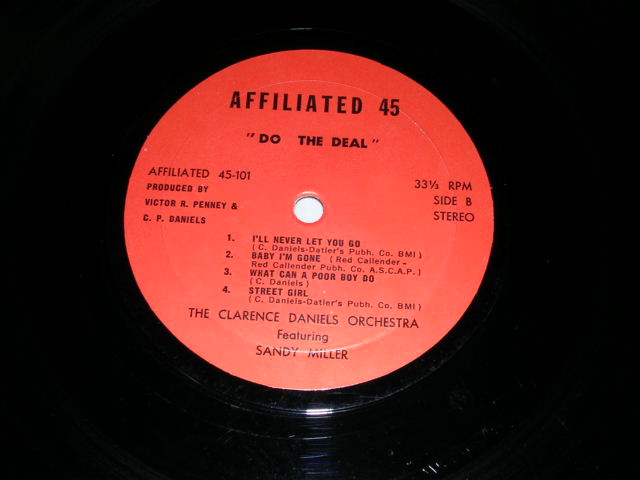 AFFILIATED 45
"DO THE DEAL"
AFFILIATED 45-101
PRODUCED BY
VICTOR R. PENNEY &
C. P. DANIELS
33⅓ RPM
SIDE B
STEREO
1. I'LL NEVER LET YOU GO
( C. Daniels-Datler's Pubh. Co. BMI )
2. BABY I'M GONE ( Red Callender -
Red Callender Pubh. Co. A.S.C.A.P. )
3. WHAT CAN A POOR BOY DO
( C. Daniels )
4. STREET GIRL
( C. Daniels-Datler's Pubh. Co. BMI )
THE CLARENCE DANIELS ORCHESTRA
Featuring
SANDY MILLER